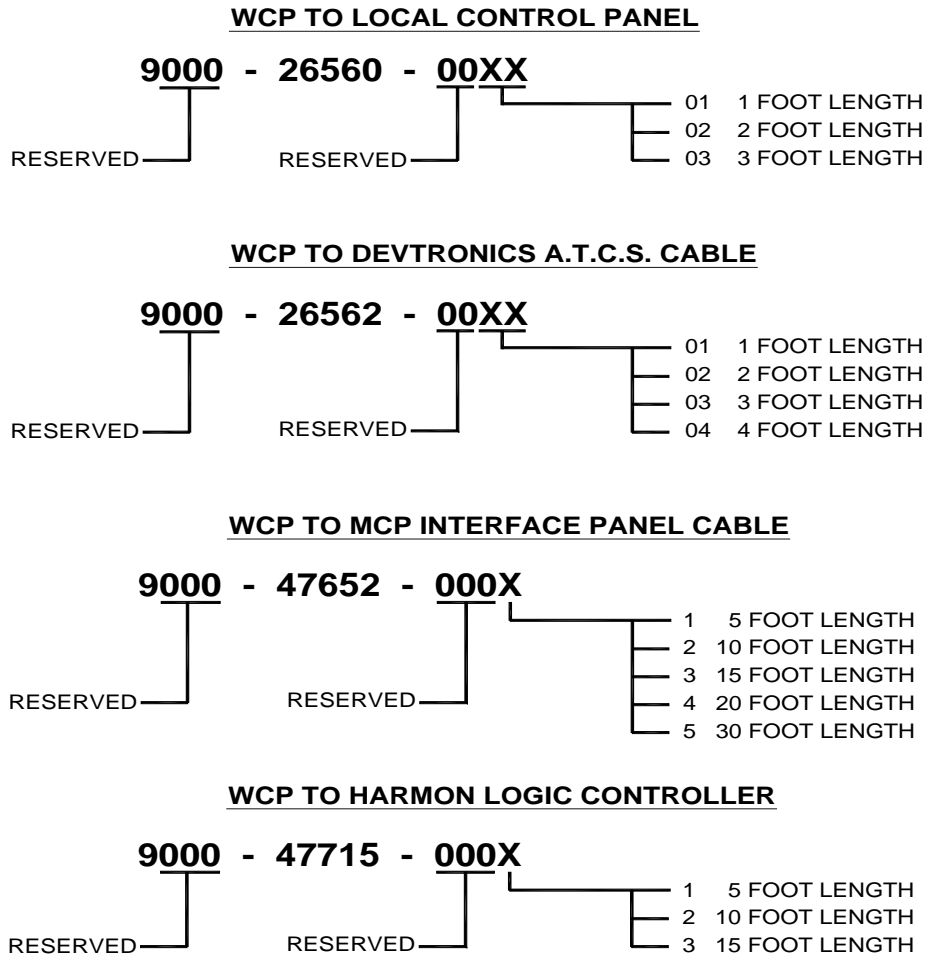 WCP TO LOCAL CONTROL PANEL
9000 - 26560 - 00XX
01 1 FOOT LENGTH
02 2 FOOT LENGTH
RESERVED RESERVED 03 3 FOOT LENGTH
WCP TO DEVTRONICS A.T.C.S. CABLE
9000 - 26562 - 00XX
01 1 FOOT LENGTH
02 2 FOOT LENGTH
03 3 FOOT LENGTH
RESERVED RESERVED 04 4 FOOT LENGTH
WCP TO MCP INTERFACE PANEL CABLE
9000 - 47652 - 000X
1 5 FOOT LENGTH
2 10 FOOT LENGTH
3 15 FOOT LENGTH
RESERVED RESERVED 4 20 FOOT LENGTH
5 30 FOOT LENGTH
WCP TO HARMON LOGIC CONTROLLER
9000 - 47715 - 000X
1 5 FOOT LENGTH
2 10 FOOT LENGTH
RESERVED RESERVED 3 15 FOOT LENGTH